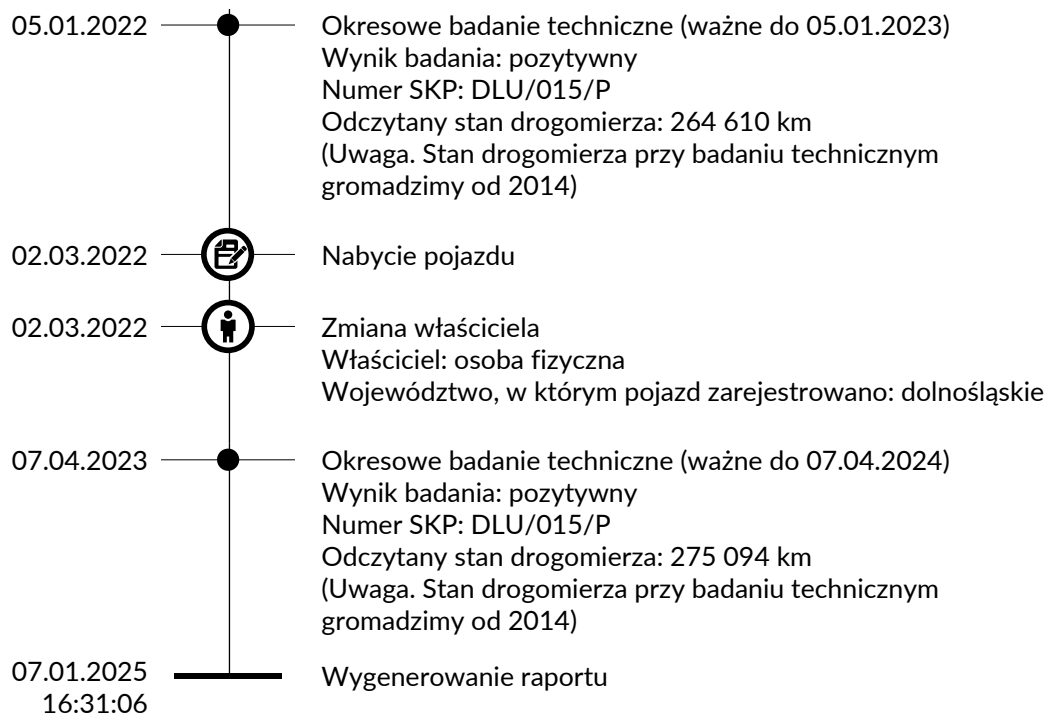 05.01.2022
Okresowe badanie techniczne (ważne do 05.01.2023)
Wynik badania: pozytywny
Numer SKP: DLU/015/P
Odczytany stan drogomierza: 264 610 km
(Uwaga. Stan drogomierza przy badaniu technicznym
gromadzimy od 2014)
02.03.2022
Nabycie pojazdu
02.03.2022
Zmiana właściciela
Właściciel: osoba fizyczna
Województwo, w którym pojazd zarejestrowano: dolnośląskie
07.04.2023
Okresowe badanie techniczne (ważne do 07.04.2024)
Wynik badania: pozytywny
Numer SKP: DLU/015/P
Odczytany stan drogomierza: 275 094 km
(Uwaga. Stan drogomierza przy badaniu technicznym
gromadzimy od 2014)
07.01.2025
16:31:06
Wygenerowanie raportu